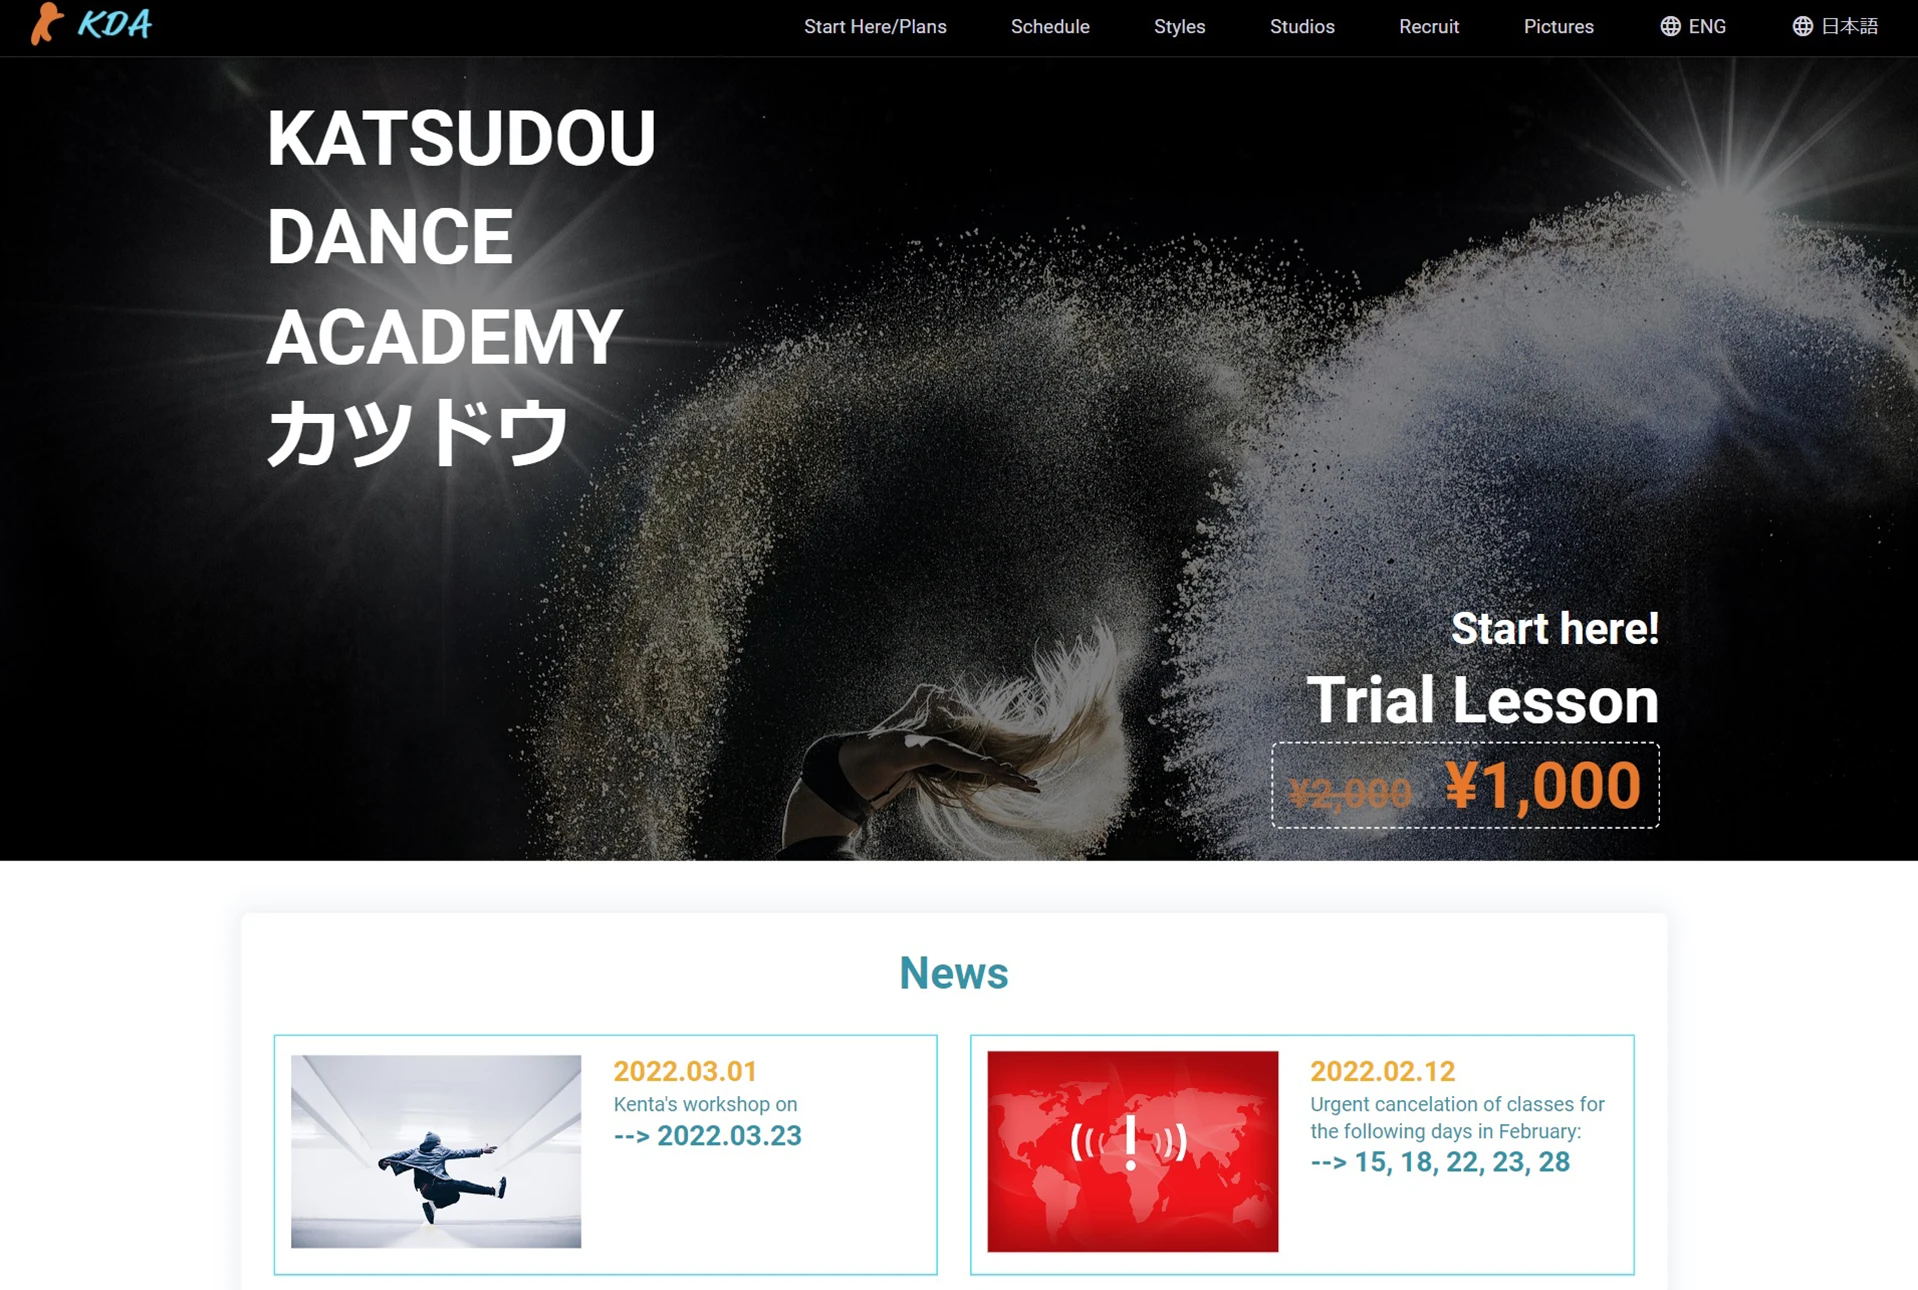 KDA
Start Here/Plans
Schedule
Styles
Studios
Recruit
Pictures
ENG
日本語
KATSUDOU
DANCE
ACADEMY
カツドウ
Start here!
Trial Lesson
¥2,000 ¥1,000
News
2022.03.01
Kenta's workshop on
--> 2022.03.23
2022.02.12
Urgent cancelation of classes for
the following days in February:
--> 15, 18, 22, 23, 28